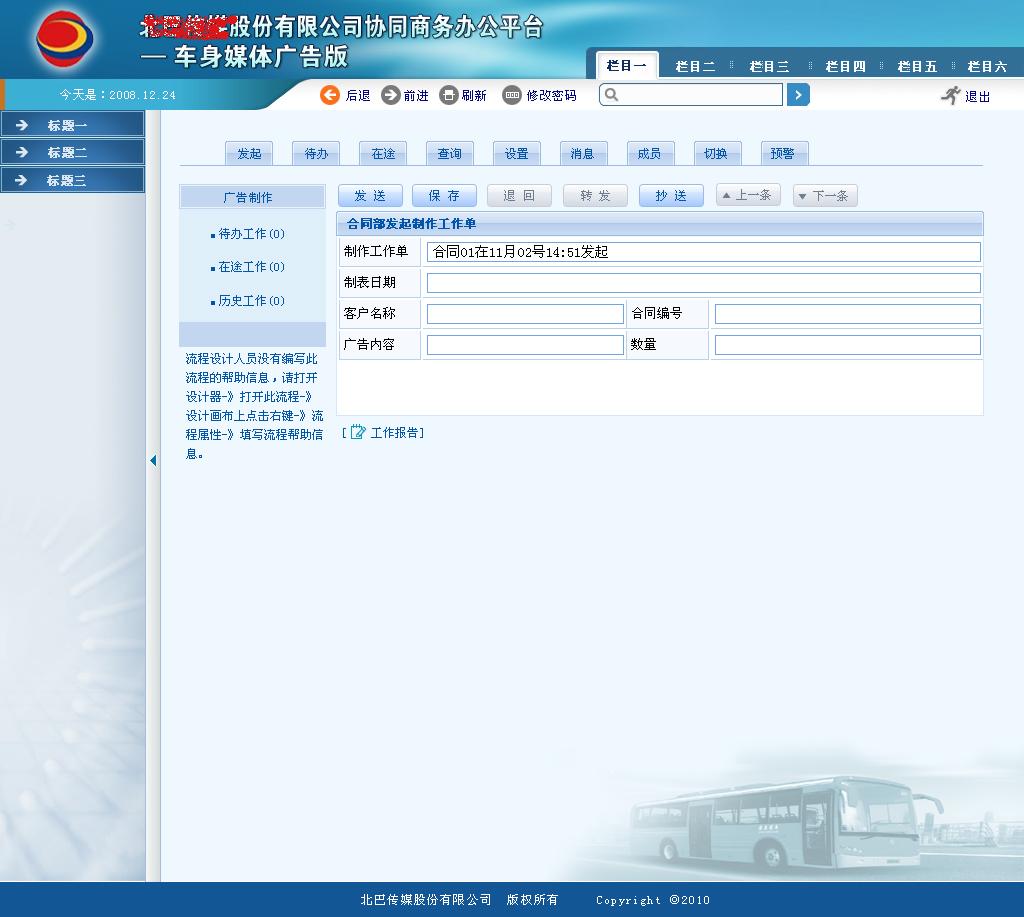 股份有限公司协同商务办公平台
— 车身媒体广告版
栏目一 栏目二 栏目三 栏目四 栏目五 栏目六
今天是：2008.12.24
后退 前进 刷新 修改密码 退出
标题一
标题二
标题三
发起 待办 在途 查询 设置 消息 成员 切换 预警
广告制作
待办工作(0)
在途工作(0)
历史工作(0)
流程设计人员没有编写此
流程的帮助信息，请打开
设计器-》打开此流程-》
设计画布上点击右键-》流
程属性-》填写流程帮助信
息。
发 送 保 存 退 回 转 发 抄 送 上一条 下一条
合同部发起制作工作单
制作工作单 合同01在11月02号14:51发起
制表日期
客户名称 合同编号
广告内容 数量
[ 工作报告]
北巴传媒股份有限公司 版权所有 Copyright ©2010